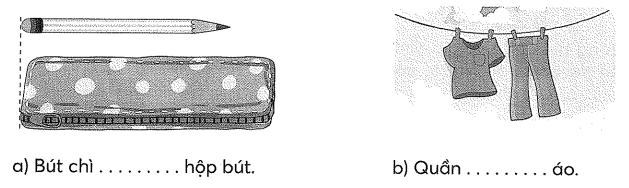 a) Bút chì . . . . . . . . . hộp bút.
b) Quần . . . . . . . . . áo.